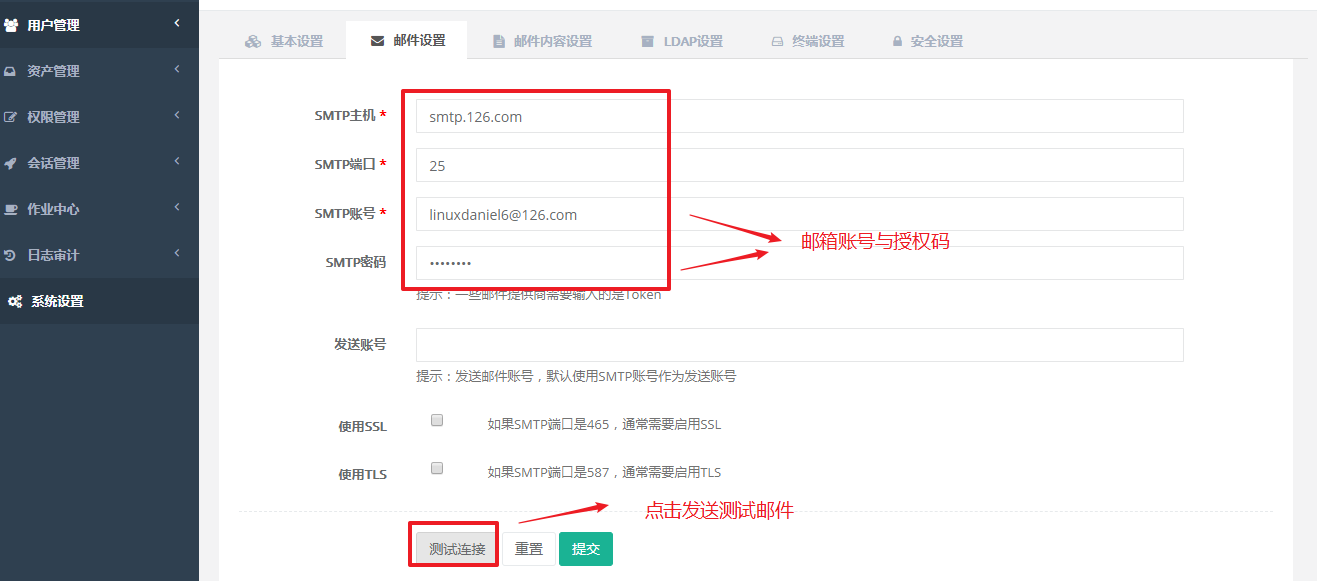 用户管理
资产管理
权限管理
会话管理
作业中心
日志审计
系统设置
基本设置 邮件设置 邮件内容设置 LDAP设置 终端设置 安全设置
SMTP主机 * smtp.126.com
SMTP端口 * 25
SMTP账号 * linuxdaniel6@126.com
邮箱账号与授权码
SMTP密码 ••••••••
提示：一些邮件提供商需要输入的是Token
发送账号
提示：发送邮件账号，默认使用SMTP账号作为发送账号
使用SSL 如果SMTP端口是465，通常需要启用SSL
使用TLS 如果SMTP端口是587，通常需要启用TLS
点击发送测试邮件
测试连接 重置 提交